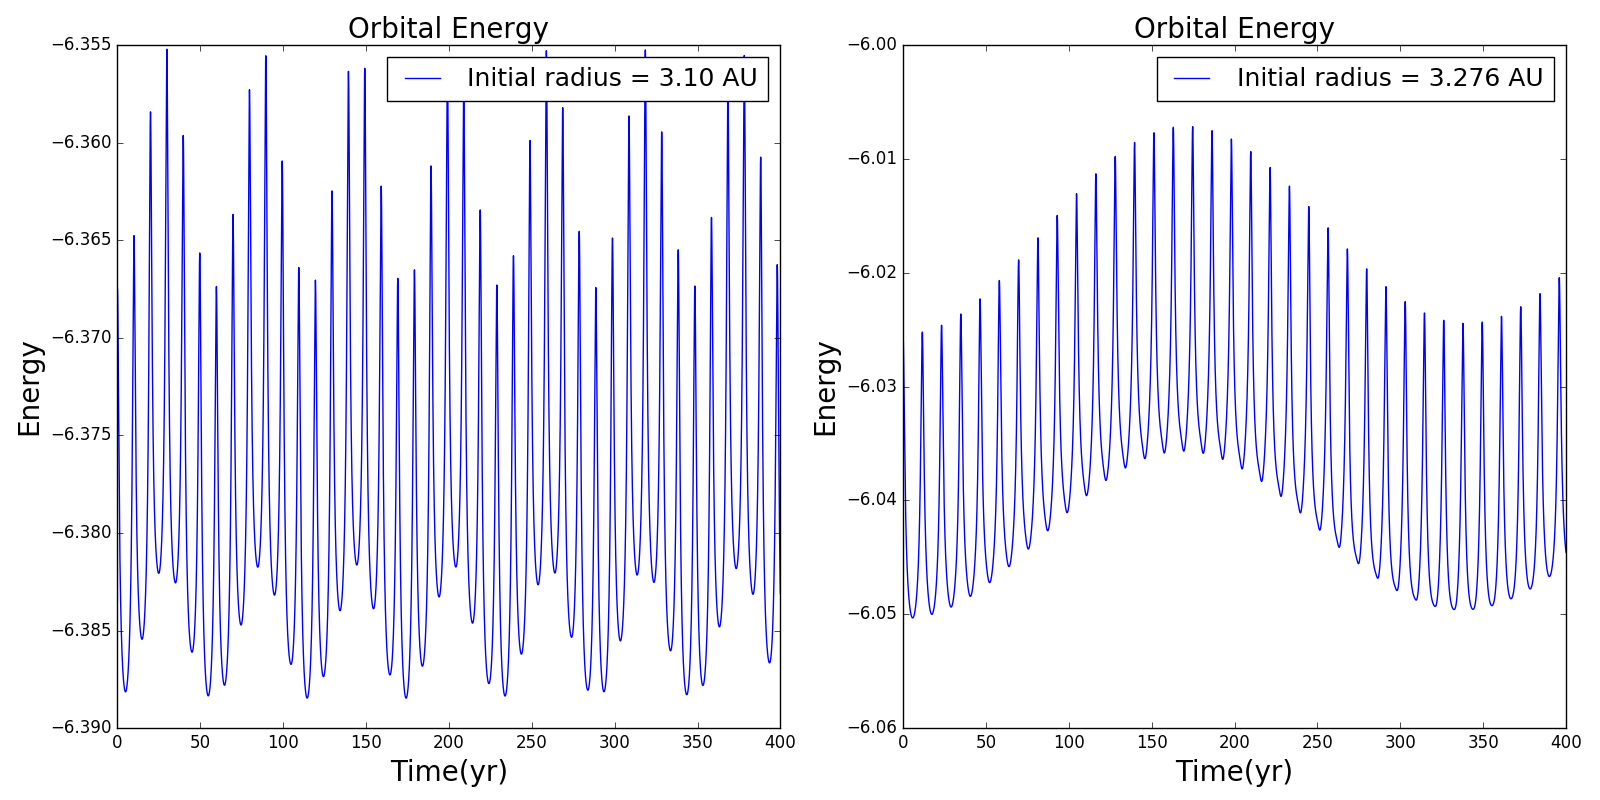 Orbital Energy
Initial radius = 3.10 AU
−6.355
−6.360
−6.365
−6.370
−6.375
−6.380
−6.385
−6.390
Energy
0 50 100 150 200 250 300 350 400
Time(yr)
Orbital Energy
Initial radius = 3.276 AU
−6.00
−6.01
−6.02
−6.03
−6.04
−6.05
−6.06
Energy
0 50 100 150 200 250 300 350 400
Time(yr)